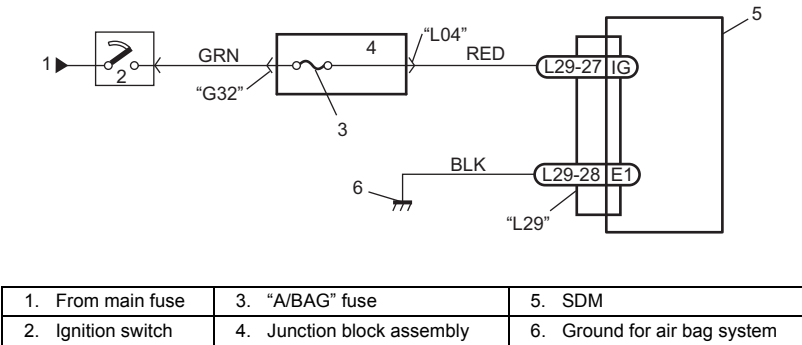 5
4 "L04"
GRN RED
1 2 L29-27 IG
"G32"
3
BLK
6 L29-28 E1
"L29"
1. From main fuse 3. "A/BAG" fuse 5. SDM
2. Ignition switch 4. Junction block assembly 6. Ground for air bag system